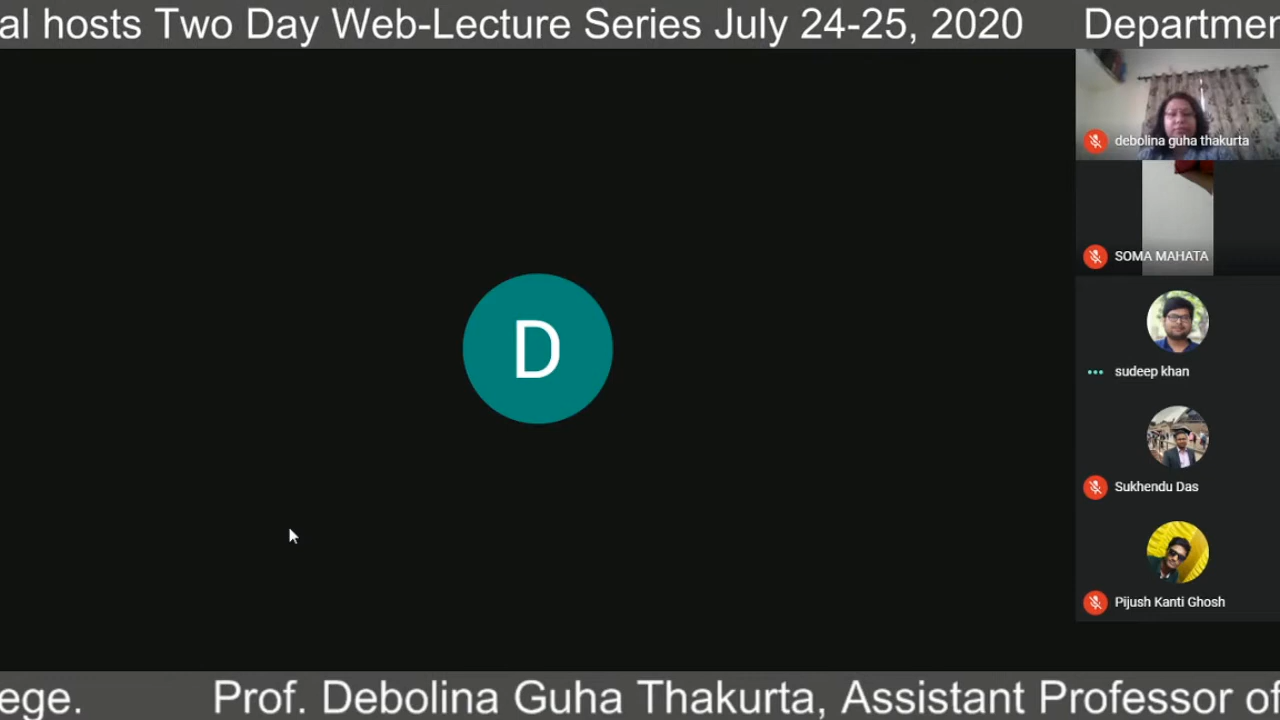 al hosts Two Day Web-Lecture Series July 24-25, 2020 Departmen
debolina guha thakurta
SOMA MAHATA
D
sudeep khan
Sukhendu Das
Pijush Kanti Ghosh
ege. Prof. Debolina Guha Thakurta, Assistant Professor of